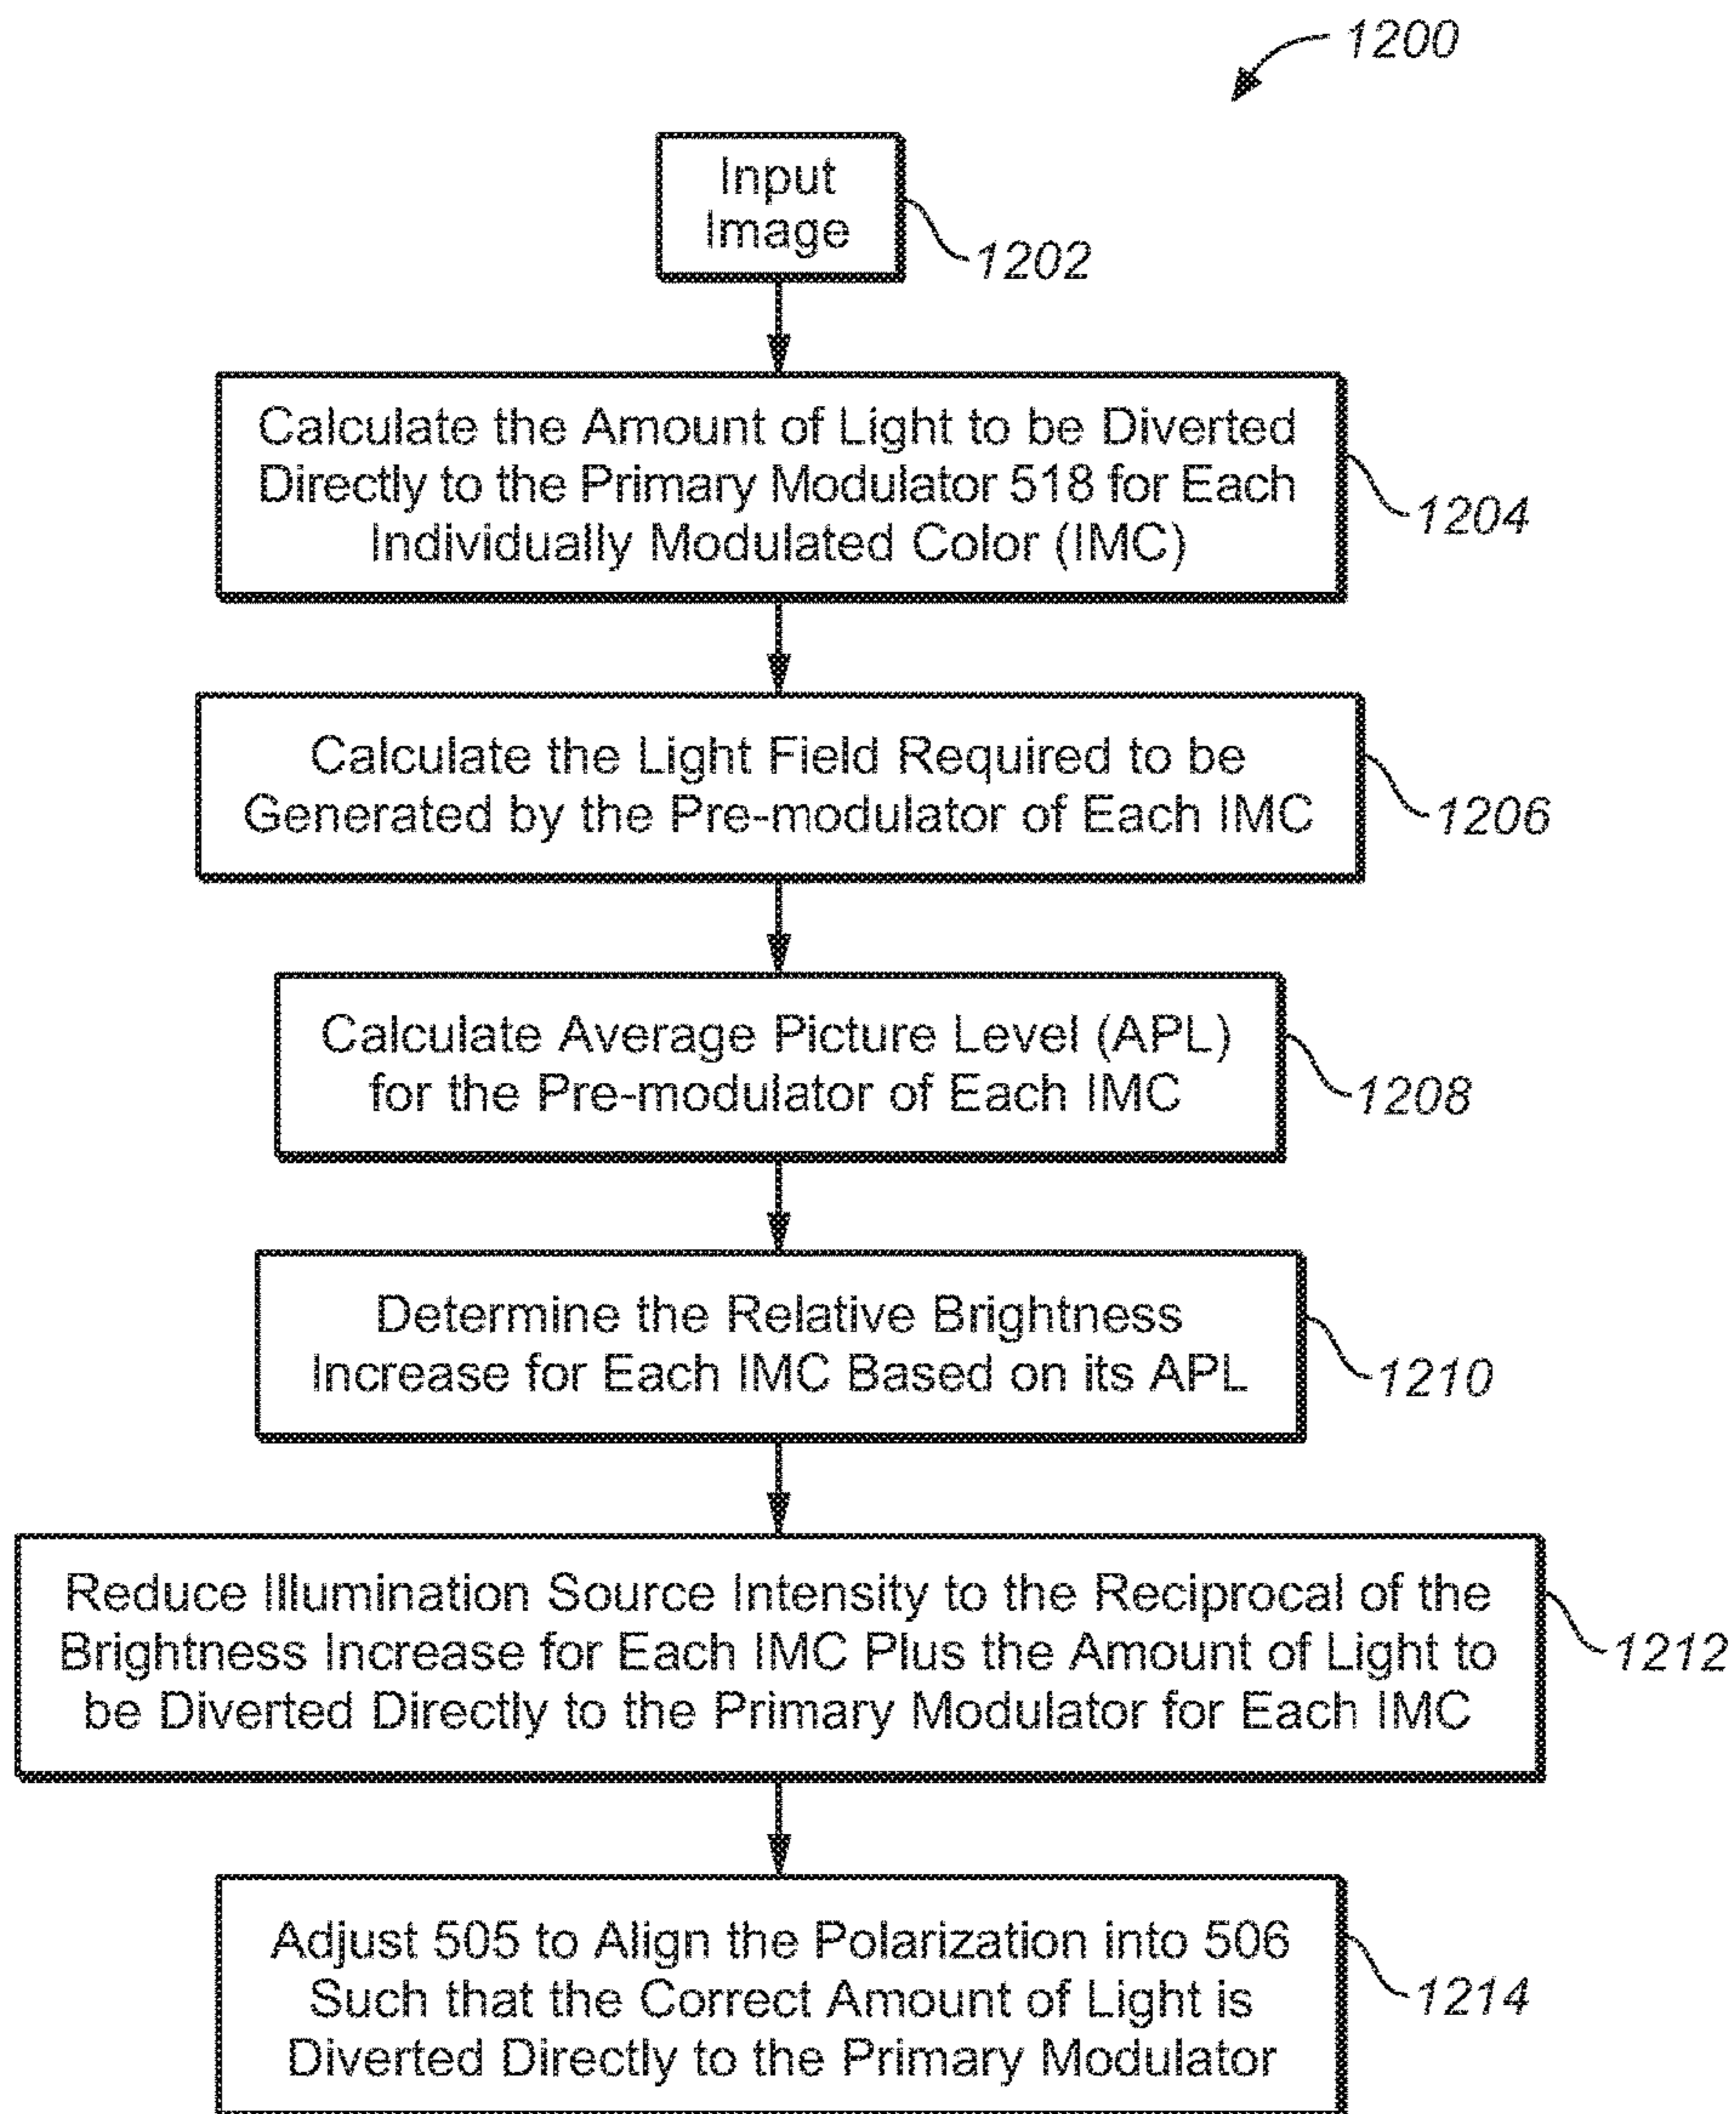 1200
Input
Image
1202
Calculate the Amount of Light to be Diverted
Directly to the Primary Modulator 518 for Each
Individually Modulated Color (IMC)
1204
Calculate the Light Field Required to be
Generated by the Pre-modulator of Each IMC
1206
Calculate Average Picture Level (APL)
for the Pre-modulator of Each IMC
1208
Determine the Relative Brightness
Increase for Each IMC Based on its APL
1210
Reduce Illumination Source Intensity to the Reciprocal of the
Brightness Increase for Each IMC Plus the Amount of Light to
be Diverted Directly to the Primary Modulator for Each IMC
1212
Adjust 505 to Align the Polarization into 506
Such that the Correct Amount of Light is
Diverted Directly to the Primary Modulator
1214